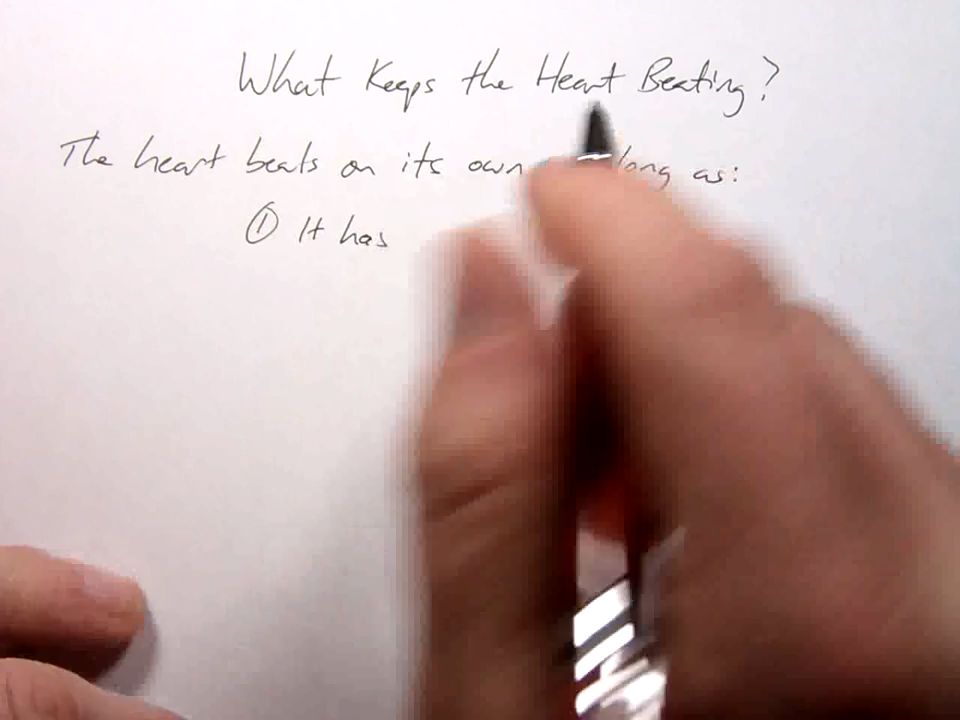 What Keeps the Heart Beating?
The heart beats on its own long as:
① It has